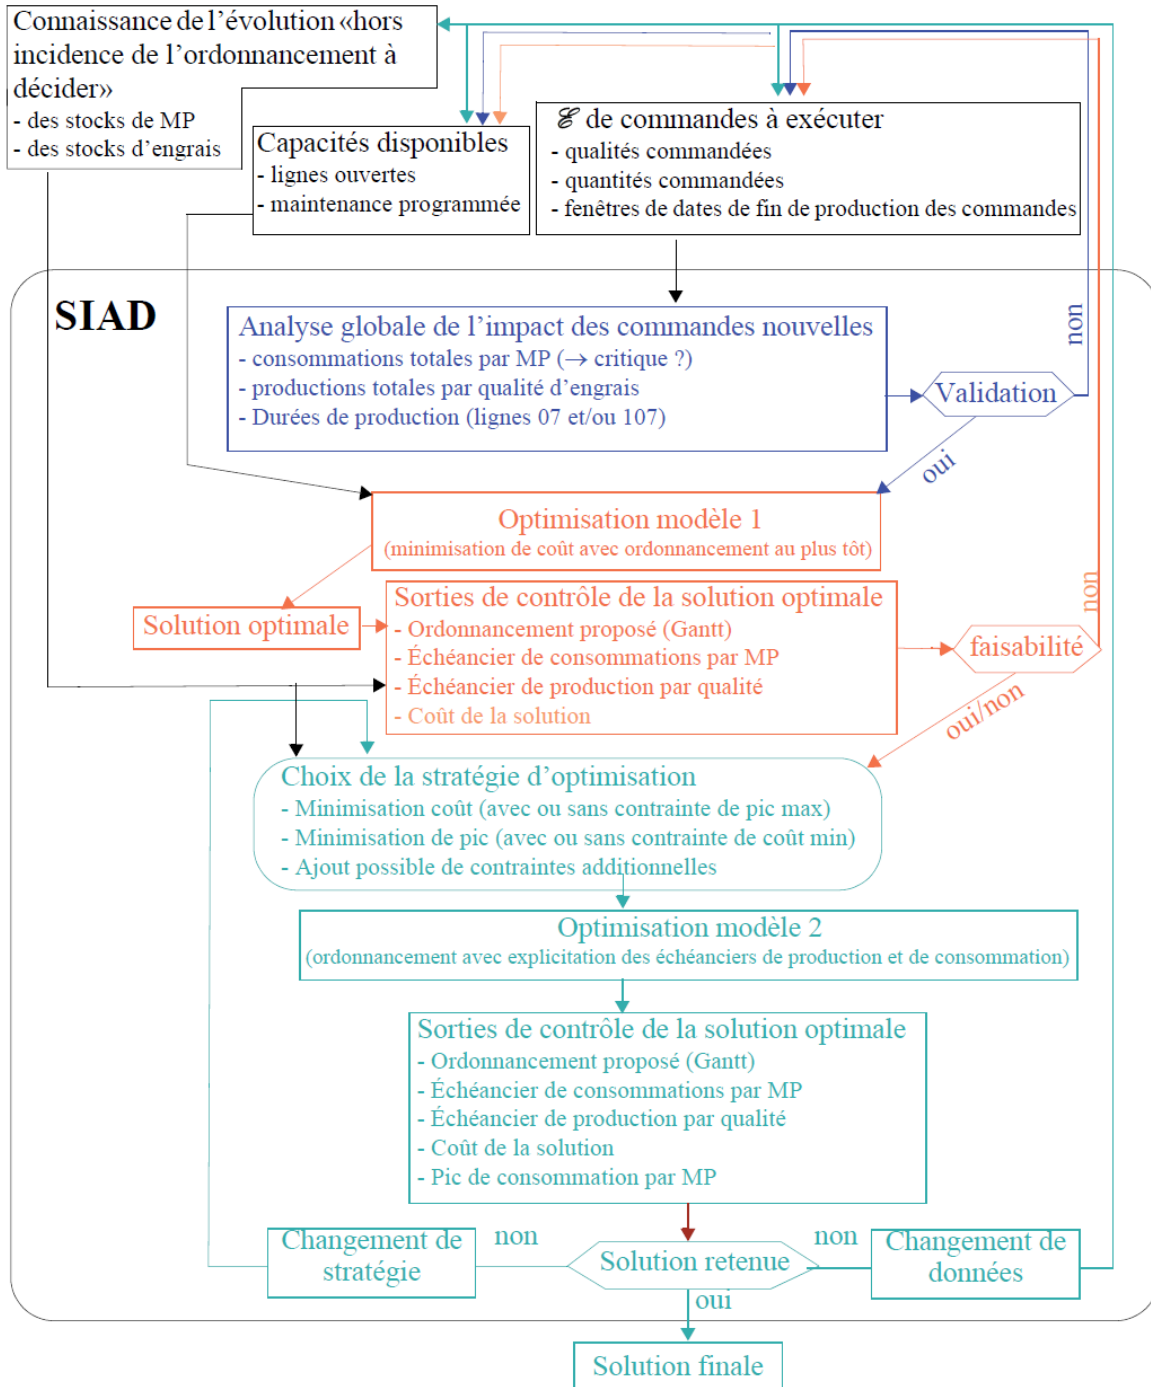 Connaissance de l’évolution «hors
incidence de l’ordonnancement à
décider»
- des stocks de MP
- des stocks d’engrais
Capacités disponibles
- lignes ouvertes
- maintenance programmée
ℰ de commandes à exécuter
- qualités commandées
- quantités commandées
- fenêtres de dates de fin de production des commandes
SIAD
Analyse globale de l’impact des commandes nouvelles
- consommations totales par MP (→ critique ?)
- productions totales par qualité d’engrais
- Durées de production (lignes 07 et/ou 107)
Validation
non
oui
Optimisation modèle 1
(minimisation de coût avec ordonnancement au plus tôt)
Solution optimale
Sorties de contrôle de la solution optimale
- Ordonnancement proposé (Gantt)
- Échéancier de consommations par MP
- Échéancier de production par qualité
- Coût de la solution
faisabilité
non
oui/non
Choix de la stratégie d’optimisation
- Minimisation coût (avec ou sans contrainte de pic max)
- Minimisation de pic (avec ou sans contrainte de coût min)
- Ajout possible de contraintes additionnelles
Optimisation modèle 2
(ordonnancement avec explicitation des échéanciers de production et de consommation)
Sorties de contrôle de la solution optimale
- Ordonnancement proposé (Gantt)
- Échéancier de consommations par MP
- Échéancier de production par qualité
- Coût de la solution
- Pic de consommation par MP
Changement de
stratégie
non
Solution retenue
non
Changement de
données
oui
Solution finale